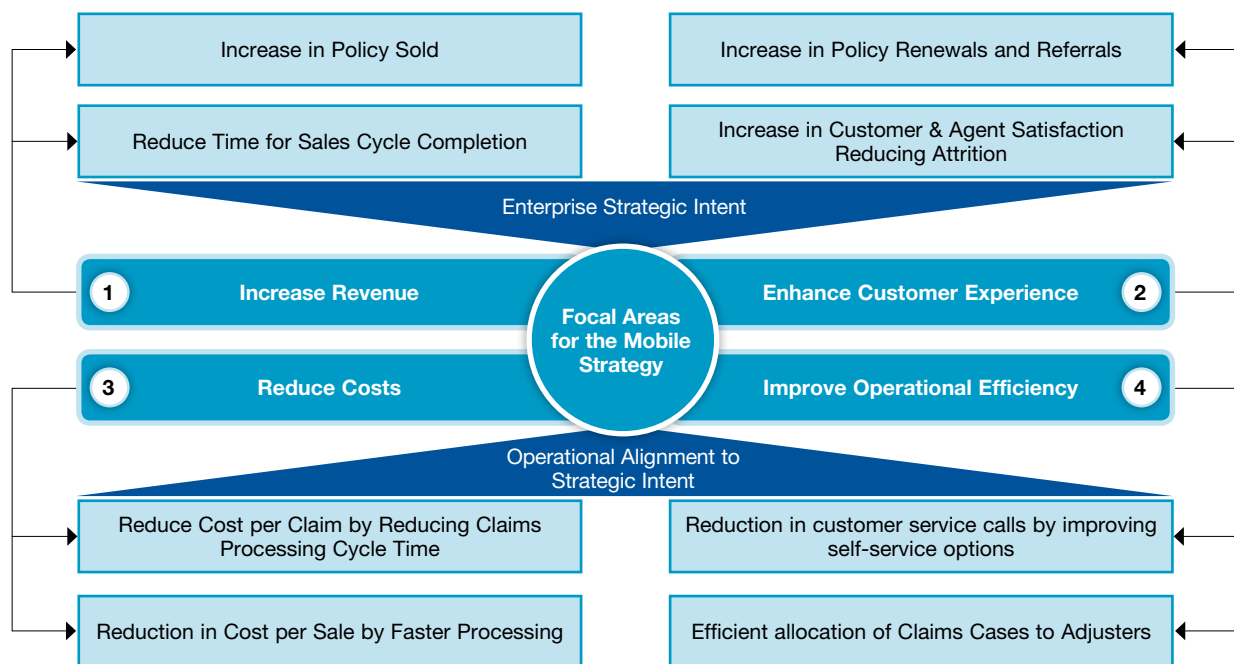 Increase in Policy Sold
Increase in Policy Renewals and Referrals
Reduce Time for Sales Cycle Completion
Increase in Customer & Agent Satisfaction
Reducing Attrition
Enterprise Strategic Intent
1
Increase Revenue
Enhance Customer Experience
2
Focal Areas
for the Mobile
Strategy
3
Reduce Costs
Improve Operational Efficiency
4
Operational Alignment to
Strategic Intent
Reduce Cost per Claim by Reducing Claims
Processing Cycle Time
Reduction in customer service calls by improving
self-service options
Reduction in Cost per Sale by Faster Processing
Efficient allocation of Claims Cases to Adjusters